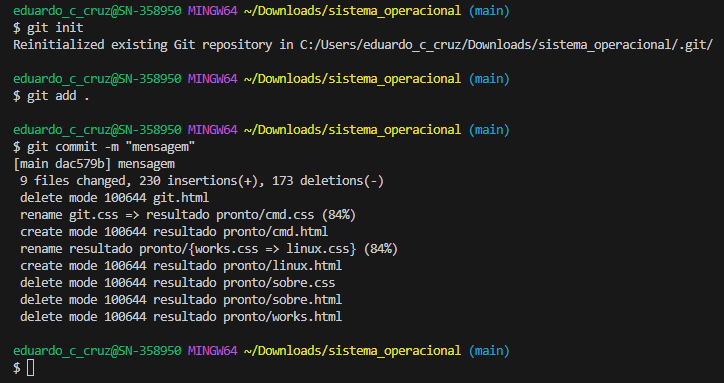 eduardo_c_cruz@SN-358950 MINGW64 ~/Downloads/sistema_operacional (main)
$ git init
Reinitialized existing Git repository in C:/Users/eduardo_c_cruz/Downloads/sistema_operacional/.git/
eduardo_c_cruz@SN-358950 MINGW64 ~/Downloads/sistema_operacional (main)
$ git add .
eduardo_c_cruz@SN-358950 MINGW64 ~/Downloads/sistema_operacional (main)
$ git commit -m "mensagem"
[main dac579b] mensagem
9 files changed, 230 insertions(+), 173 deletions(-)
delete mode 100644 git.html
rename git.css => resultado pronto/cmd.css (84%)
create mode 100644 resultado pronto/cmd.html
rename resultado pronto/{works.css => linux.css} (84%)
create mode 100644 resultado pronto/linux.html
delete mode 100644 resultado pronto/sobre.css
delete mode 100644 resultado pronto/sobre.html
delete mode 100644 resultado pronto/works.html
eduardo_c_cruz@SN-358950 MINGW64 ~/Downloads/sistema_operacional (main)
$